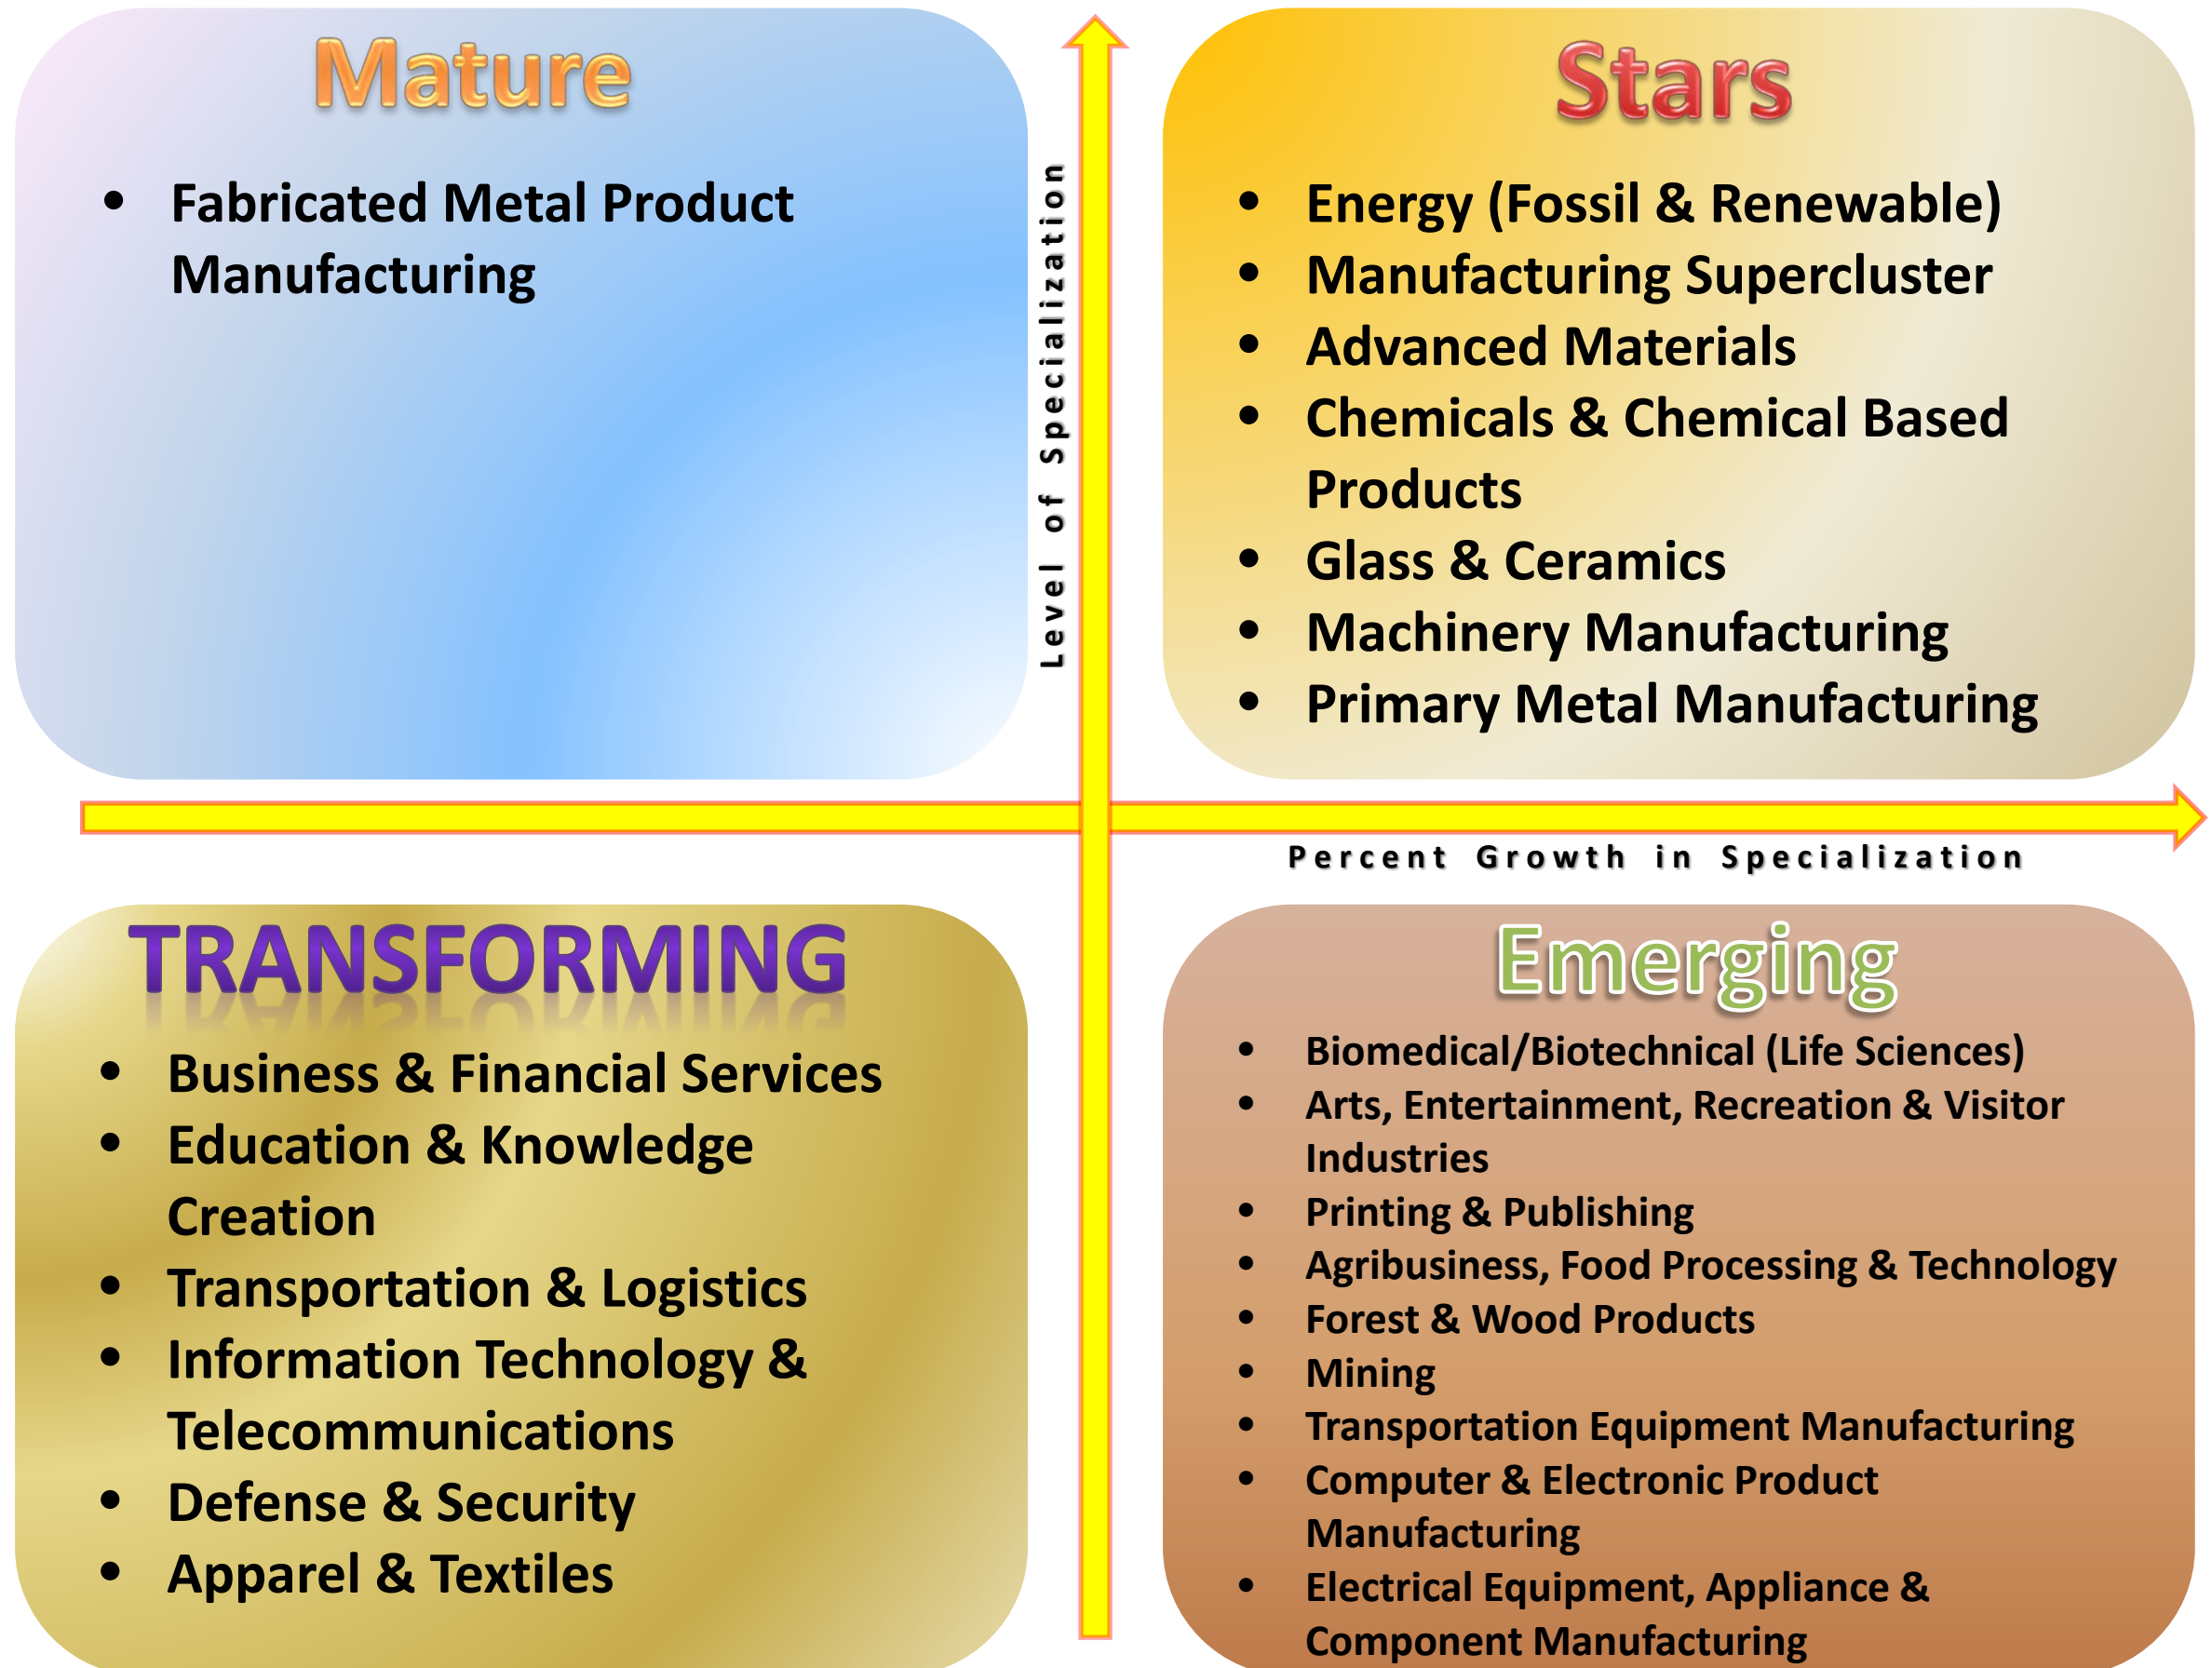 Mature
• Fabricated Metal Product
Manufacturing
Level of Specialization
Stars
• Energy (Fossil & Renewable)
• Manufacturing Supercluster
• Advanced Materials
• Chemicals & Chemical Based
Products
• Glass & Ceramics
• Machinery Manufacturing
• Primary Metal Manufacturing
Percent Growth in Specialization
TRANSFORMING
• Business & Financial Services
• Education & Knowledge
Creation
• Transportation & Logistics
• Information Technology &
Telecommunications
• Defense & Security
• Apparel & Textiles
Emerging
• Biomedical/Biotechnical (Life Sciences)
• Arts, Entertainment, Recreation & Visitor
Industries
• Printing & Publishing
• Agribusiness, Food Processing & Technology
• Forest & Wood Products
• Mining
• Transportation Equipment Manufacturing
• Computer & Electronic Product
Manufacturing
• Electrical Equipment, Appliance &
Component Manufacturing